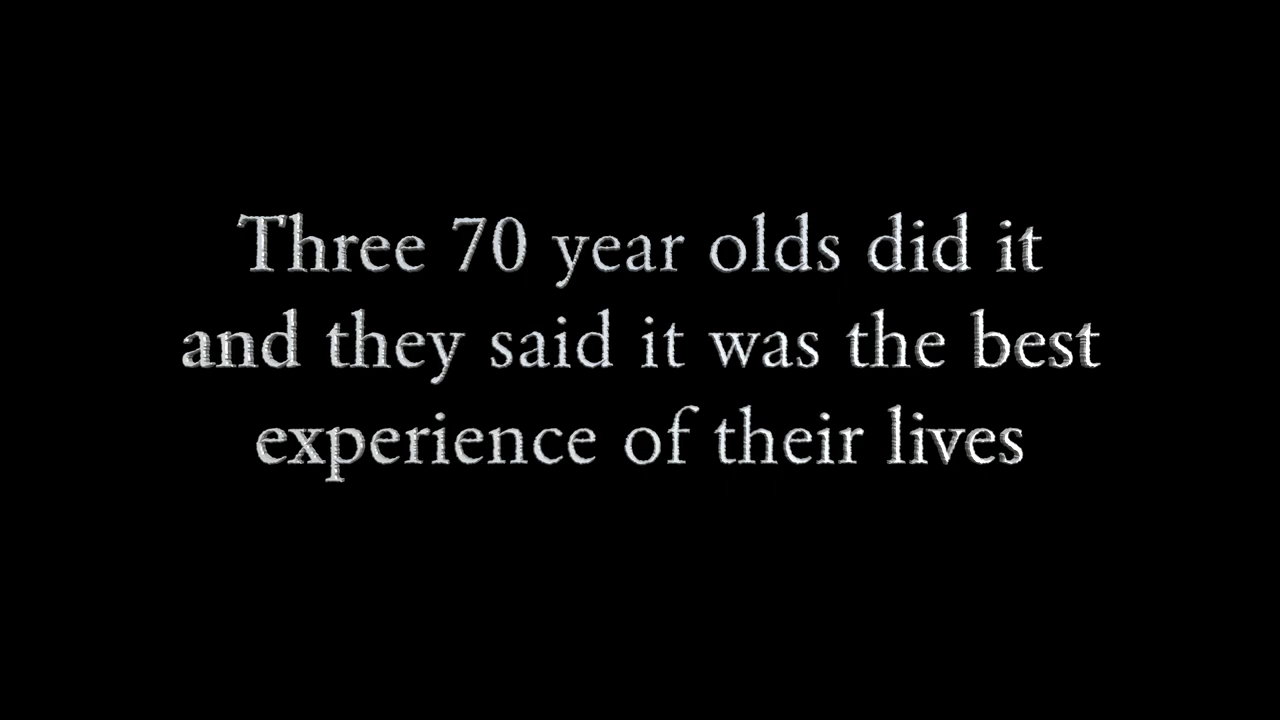 Three 70 year olds did it
and they said it was the best
experience of their lives